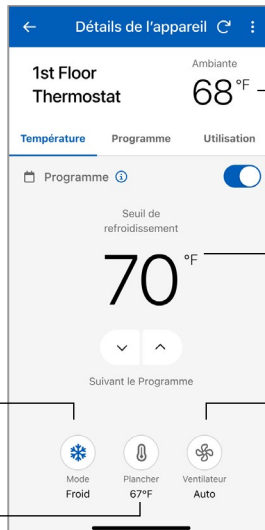 Détails de l'appareil
1st Floor
Thermostat
Ambiante
68°F
Température Programme Utilisation
Programme
Seuil de
refroidissement
70°F
Suivant le Programme
Mode Plancher Ventilateur
Froid 67°F Auto